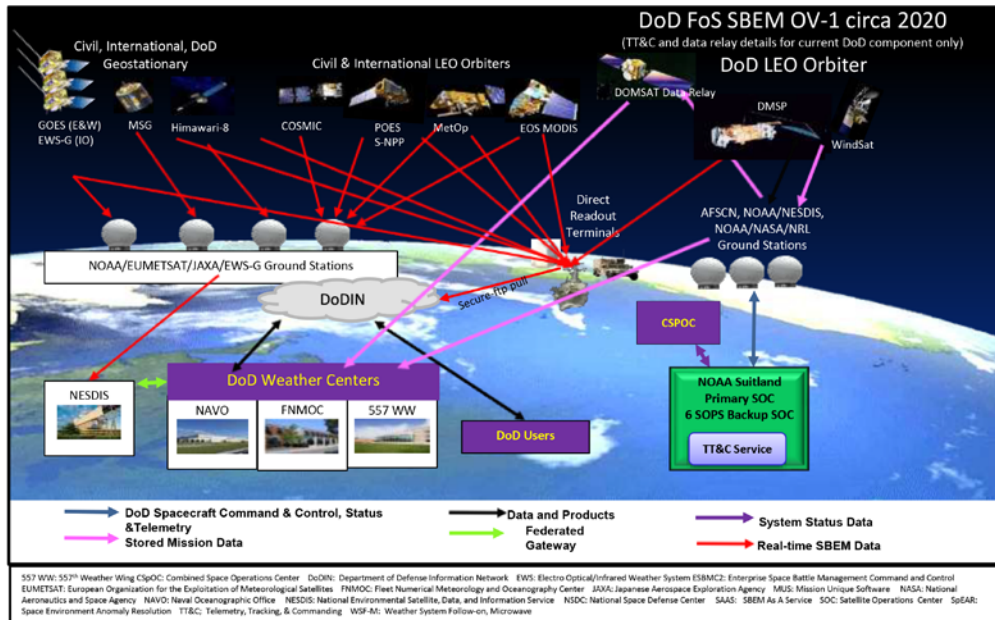 DoD FoS SBEM OV-1 circa 2020
(TT&C and data relay details for current DoD component only)
Civil, International, DoD
Geostationary
Civil & International LEO Orbiters
DoD LEO Orbiter
DOMSAT Data Relay
DMSP
WindSat
GOES (E&W)
EWS-G (IO)
MSG
Himawari-8
COSMIC
POES
S-NPP
MetOp
EOS MODIS
Direct
Readout
Terminals
AFSCN, NOAA/NESDIS,
NOAA/NASA/NRL
Ground Stations
NOAA/EUMETSAT/JAXA/EWS-G Ground Stations
DoDIN
Secure-ftp pull
CSPOC
NESDIS
DoD Weather Centers
NAVO
FNMOC
557 WW
DoD Users
NOAA Suitland
Primary SOC
6 SOPS Backup SOC
TT&C Service
DoD Spacecraft Command & Control, Status
&Telemetry
Stored Mission Data
Data and Products
Federated
Gateway
System Status Data
Real-time SBEM Data
557 WW: 557th Weather Wing CSpOC: Combined Space Operations Center DoDIN: Department of Defense Information Network EWS: Electro Optical/Infrared Weather System ESBMC2: Enterprise Space Battle Management Command and Control
EUMETSAT: European Organization for the Exploitation of Meteorological Satellites FNMOC: Fleet Numerical Meteorology and Oceanography Center JAXA: Japanese Aerospace Exploration Agency MUS: Mission Unique Software NASA: National
Aeronautics and Space Agency NAVO: Naval Oceanographic Office NESDIS: National Environmental Satellite, Data, and Information Service NSDC: National Space Defense Center SAAS: SBEM As A Service SOC: Satellite Operations Center SpEAR:
Space Environment Anomaly Resolution TT&C; Telemetry, Tracking, & Commanding WSF-M: Weather System Follow-on, Microwave